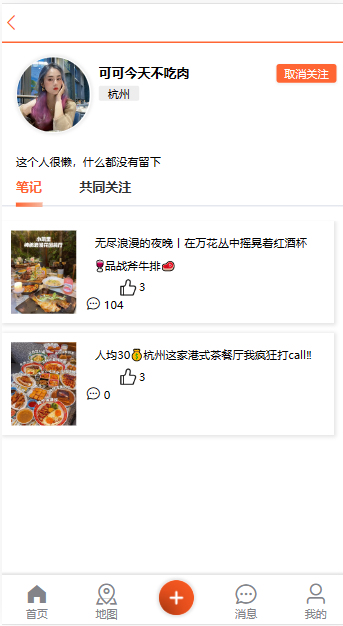 可可今天不吃肉
取消关注
杭州
这个人很懒，什么都没有留下
笔记
共同关注
无尽浪漫的夜晚丨在万花丛中摇晃着红酒杯
🍷品战斧牛排🥩
3
104
人均30💰杭州这家港式茶餐厅我疯狂打call‼️
3
0
首页
地图
消息
我的